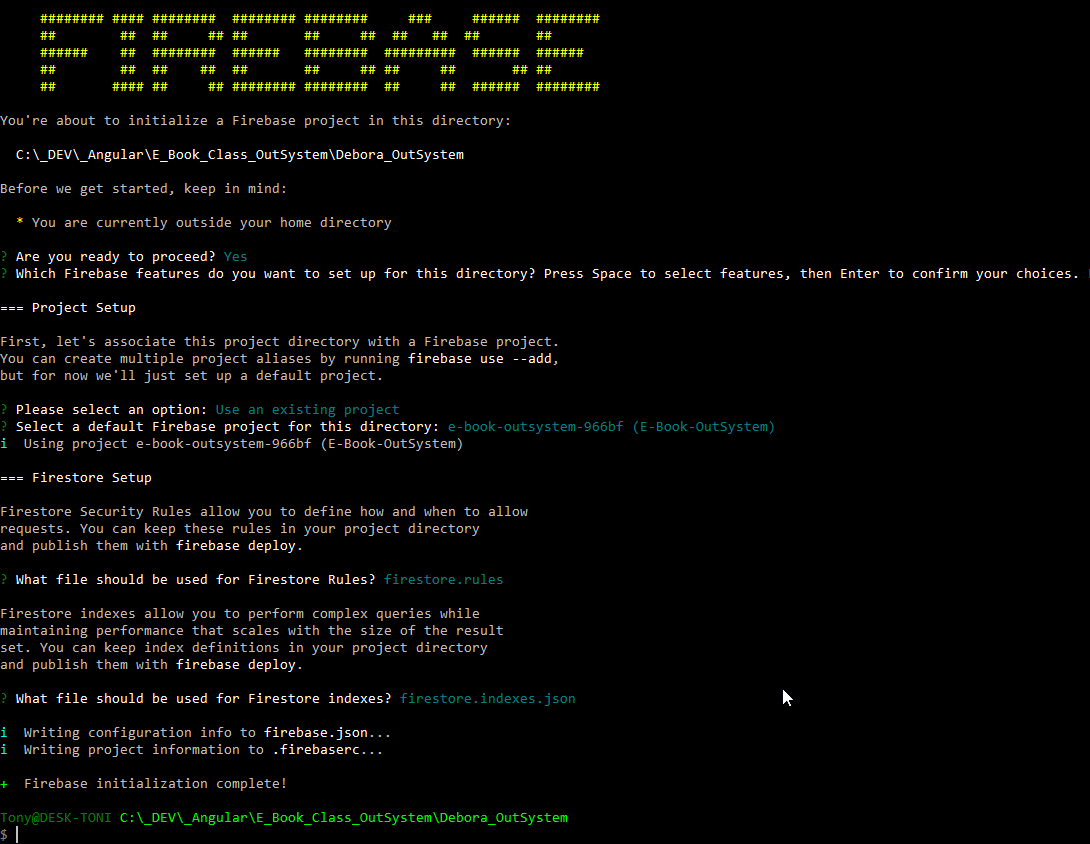 FIREBASE
You're about to initialize a Firebase project in this directory:
C:\_DEV\_Angular\E_Book_Class_OutSystem\Debora_OutSystem
Before we get started, keep in mind:
* You are currently outside your home directory
? Are you ready to proceed? Yes
? Which Firebase features do you want to set up for this directory? Press Space to select features, then Enter to confirm your choices.
=== Project Setup
First, let's associate this project directory with a Firebase project.
You can create multiple project aliases by running firebase use --add,
but for now we'll just set up a default project.
? Please select an option: Use an existing project
? Select a default Firebase project for this directory: e-book-outsystem-966bf (E-Book-OutSystem)
i  Using project e-book-outsystem-966bf (E-Book-OutSystem)
=== Firestore Setup
Firestore Security Rules allow you to define how and when to allow
requests. You can keep these rules in your project directory
and publish them with firebase deploy.
? What file should be used for Firestore Rules? firestore.rules
Firestore indexes allow you to perform complex queries while
maintaining performance that scales with the size of the result
set. You can keep index definitions in your project directory
and publish them with firebase deploy.
? What file should be used for Firestore indexes? firestore.indexes.json
i  Writing configuration info to firebase.json...
i  Writing project information to .firebaserc...
+  Firebase initialization complete!
Tony@DESK-TONI C:\_DEV\_Angular\E_Book_Class_OutSystem\Debora_OutSystem
$